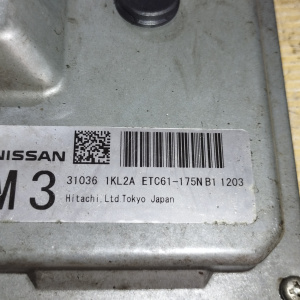 NISSAN
M3
31036 1KL2A ETC61-175N B1 1203
Hitachi,Ltd.Tokyo Japan